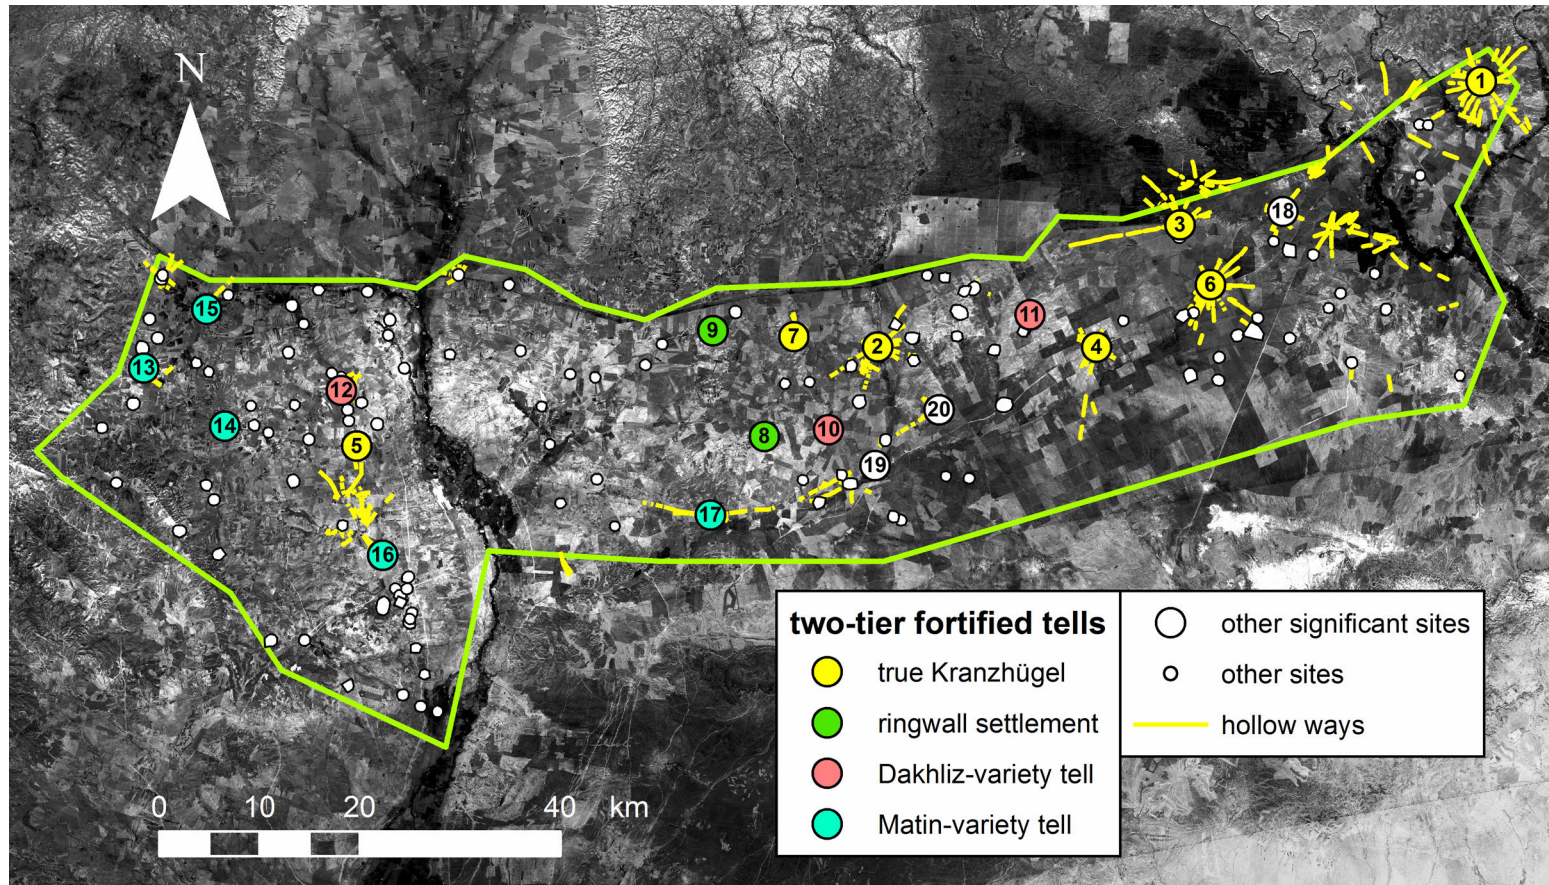 N
1
18
3
6
15
11
9
7
2
4
13
12
20
14
10
8
5
19
17
16
two-tier fortified tells
true Kranzhügel
ringwall settlement
Dakhliz-variety tell
Matin-variety tell
other significant sites
other sites
hollow ways
0 10 20 40 km